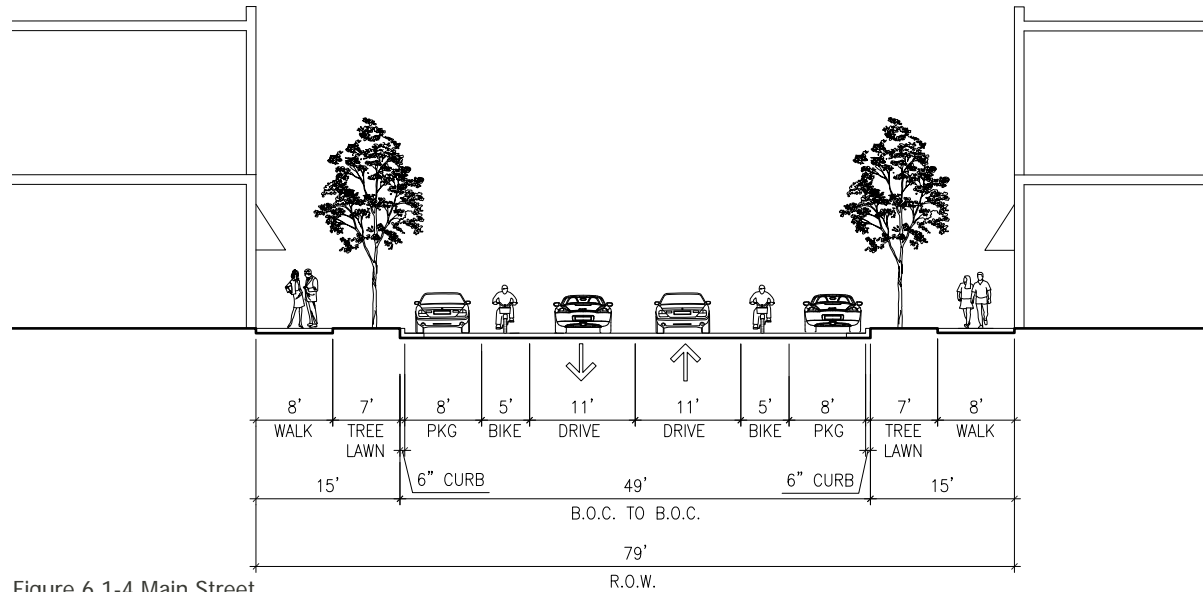 8' 7' 8' 5' 11' 11' 5' 8' 7' 8'
WALK TREE PKG BIKE DRIVE DRIVE BIKE PKG TREE WALK
LAWN LAWN
6" CURB 6" CURB
15' 49' 15'
B.O.C. TO B.O.C.
79'
R.O.W.
Figure 6.1-4 Main Street